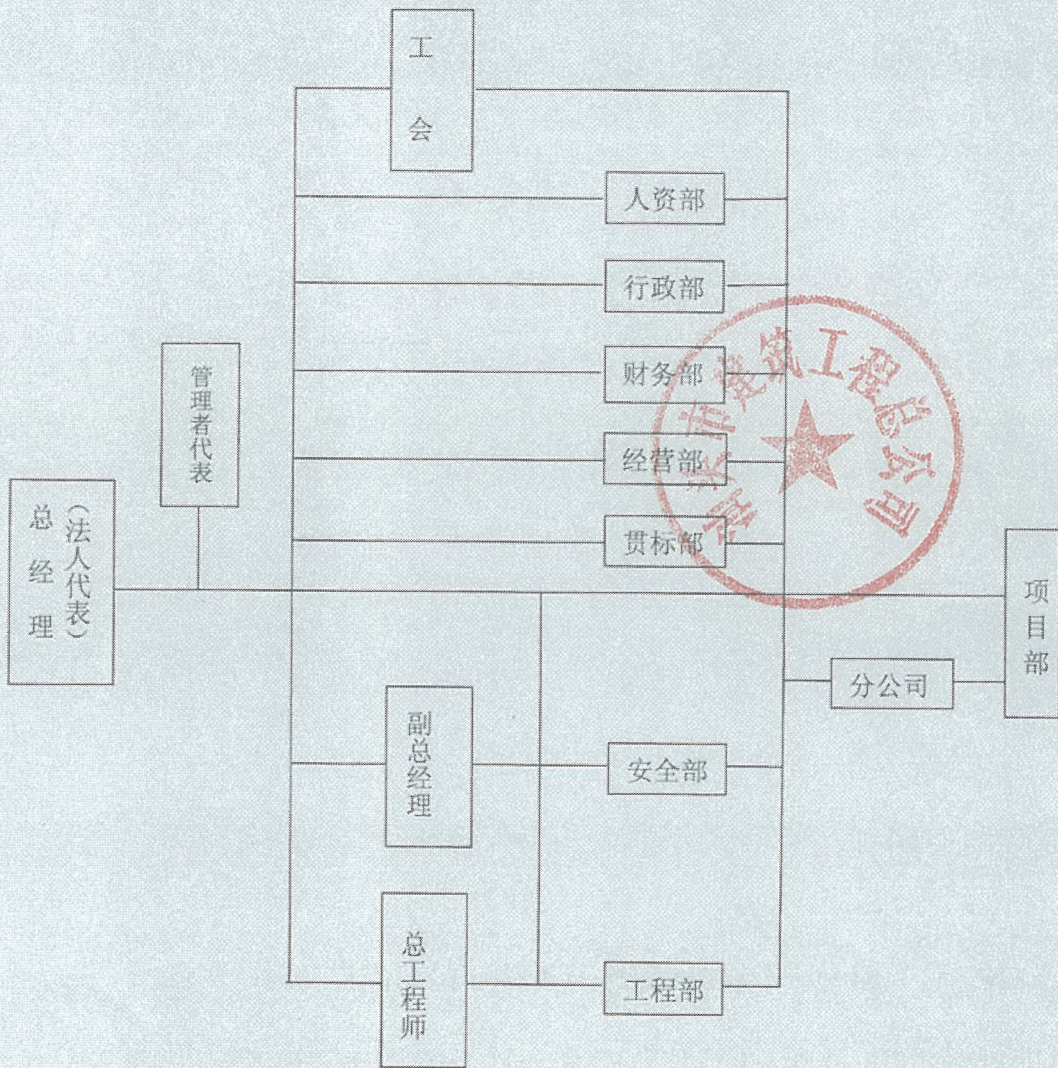 工会
人资部
行政部
财务部
经营部
贯标部
管理者代表
总经理
（法人代表）
项目部
分公司
副总经理
安全部
总工程师
工程部
市建筑工程总公司